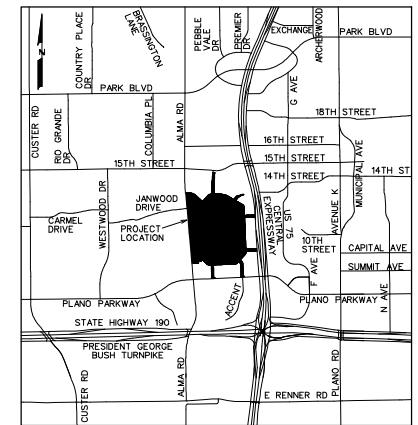 COUNTRY PLACE
DR
BRASSINGTON
LANE
PEBBLE
VALE
DR
PREMIER
DR
EXCHANGE
ARCHERWOOD
PARK BLVD
PARK BLVD
CUSTER RD
RIO GRANDE
DR
COLUMBIA PL
ALMA RD
G AVE
18TH STREET
16TH STREET
15TH STREET
15TH STREET
14TH STREET
14TH ST
MUNICIPAL AVE
WESTWOOD DR
JANWOOD
DRIVE
CARMEL
DRIVE
PROJECT
LOCATION
US 75
CENTRAL
EXPRESSWAY
AVENUE K
10TH
STREET
CAPITAL AVE
SUMMIT AVE
F AVE
N AVE
ACCENT
PLANO PARKWAY
PLANO PARKWAY
STATE HIGHWAY 190
PRESIDENT GEORGE
BUSH TURNPIKE
ALMA RD
CUSTER RD
PLANO RD
E RENNER RD